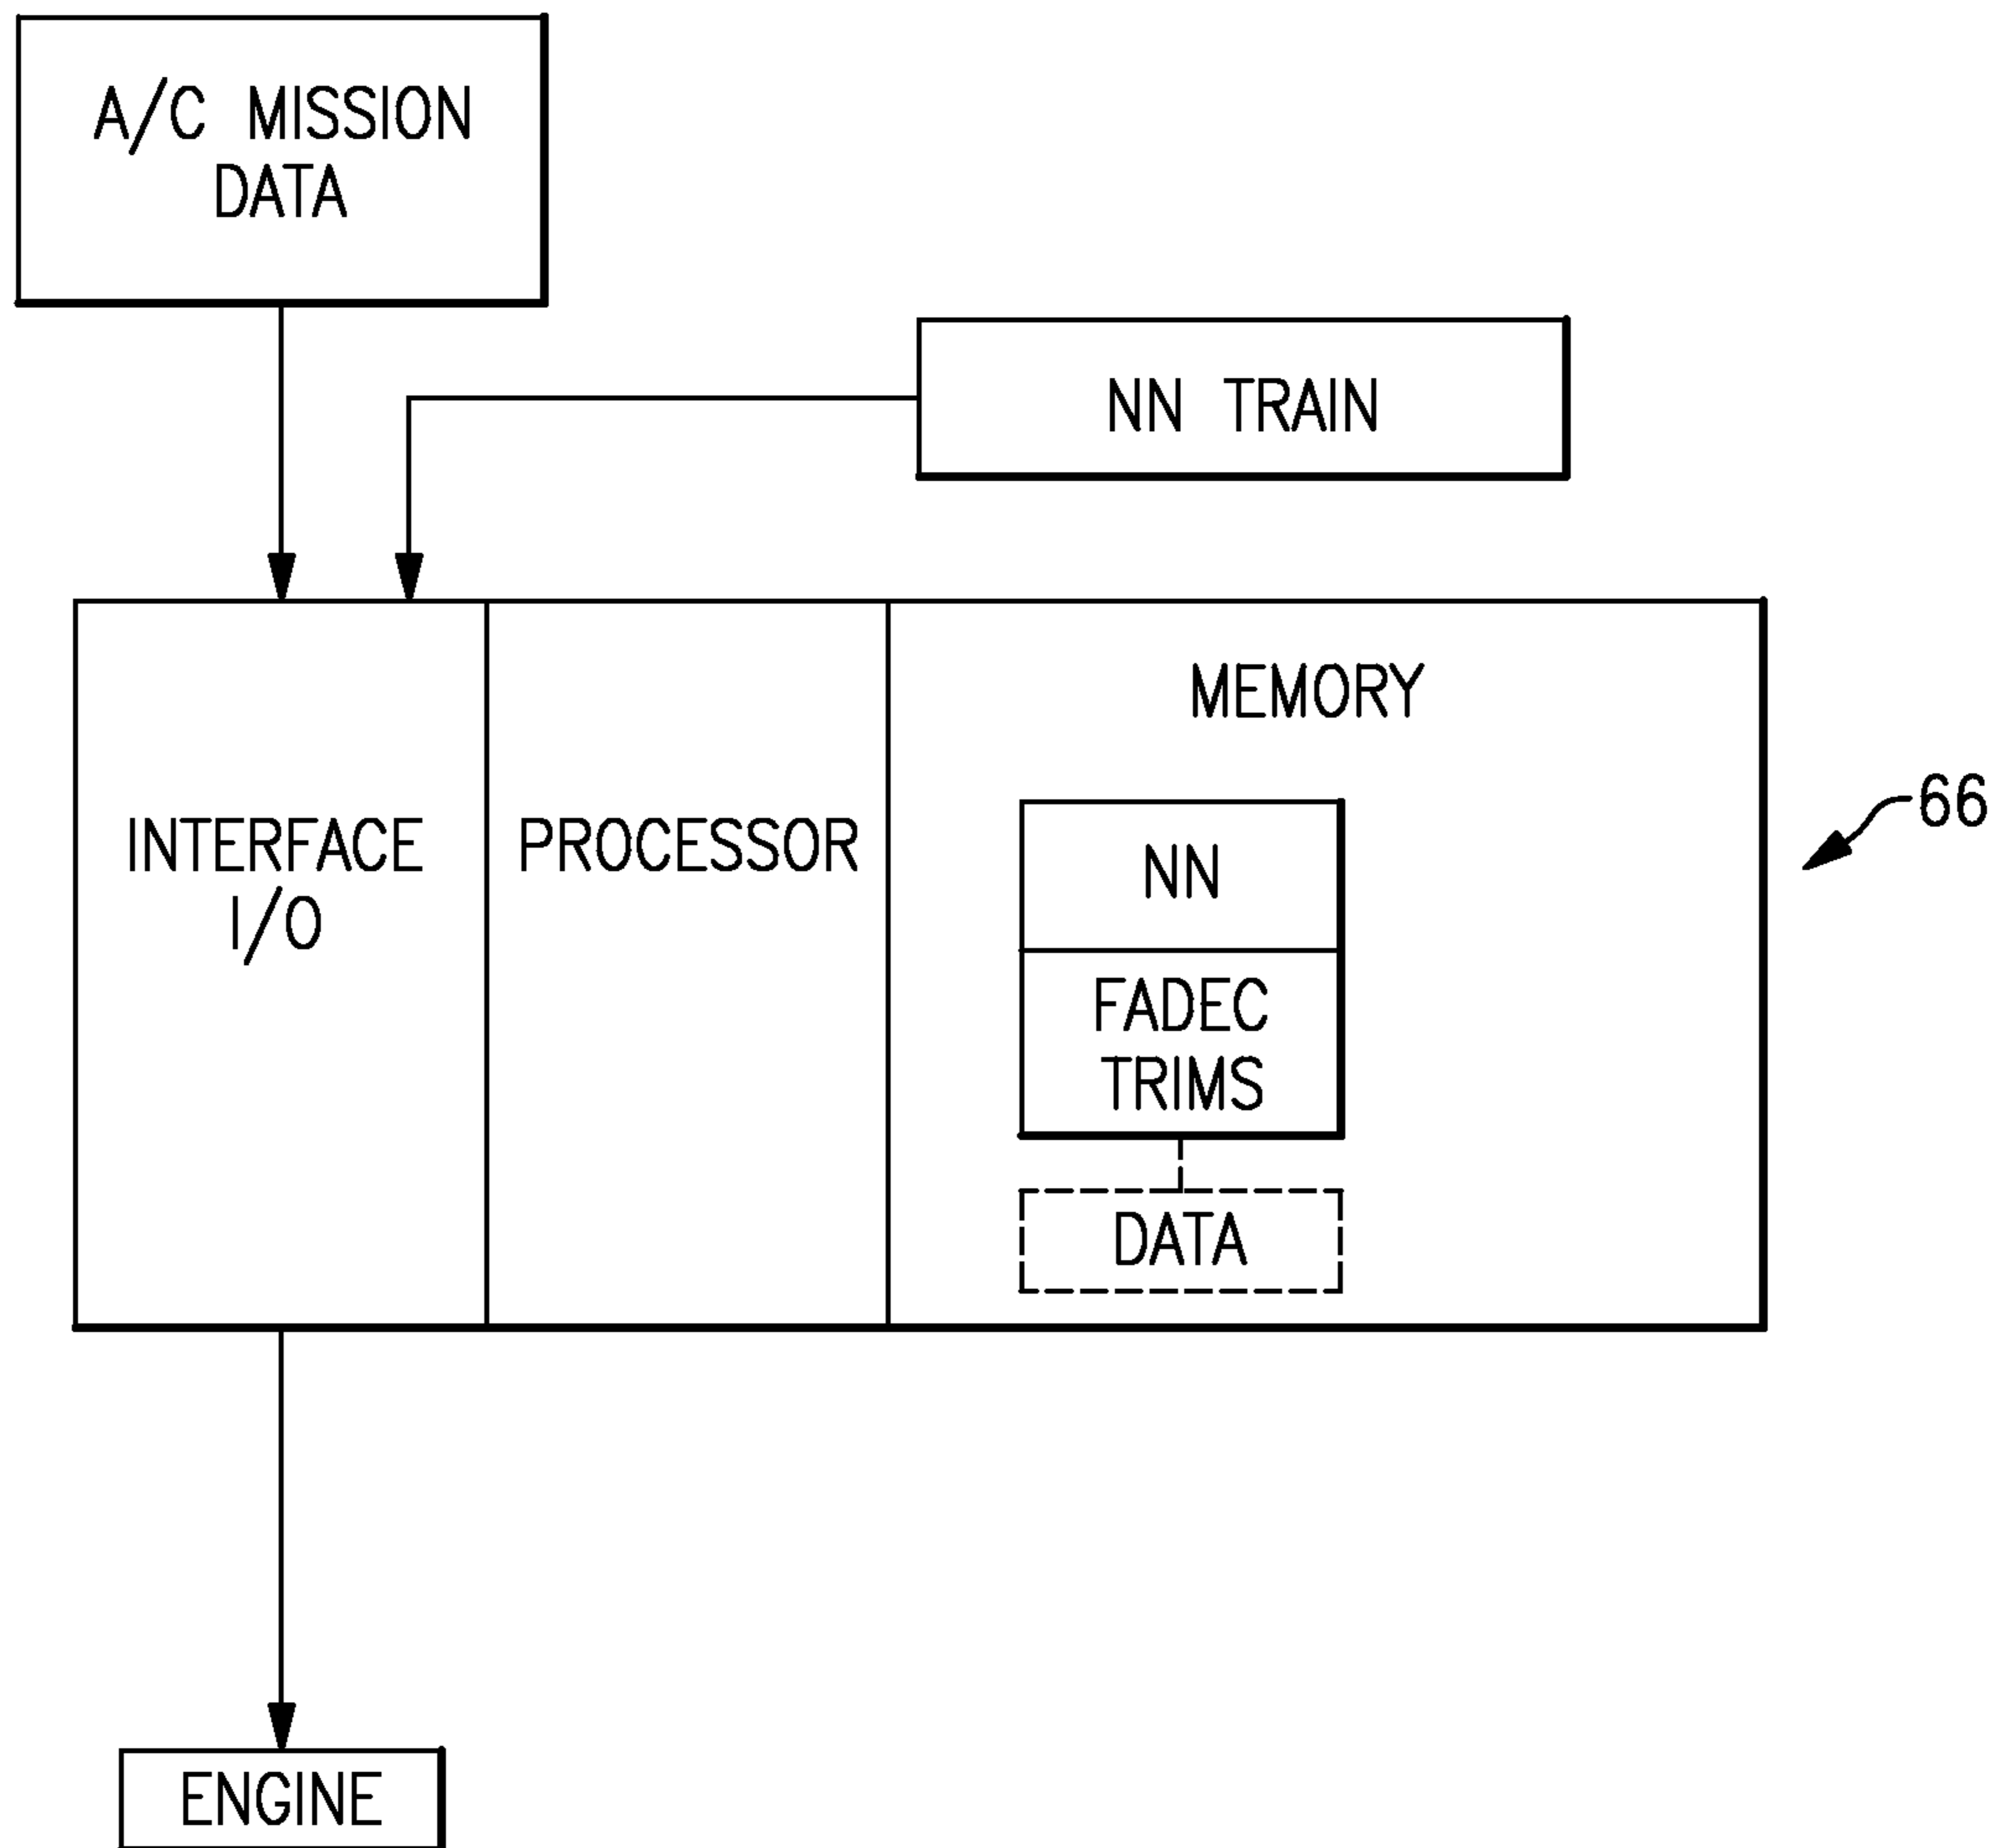 A/C MISSION
DATA
NN TRAIN
MEMORY
INTERFACE
I/O
PROCESSOR
NN
FADEC
TRIMS
DATA
66
ENGINE